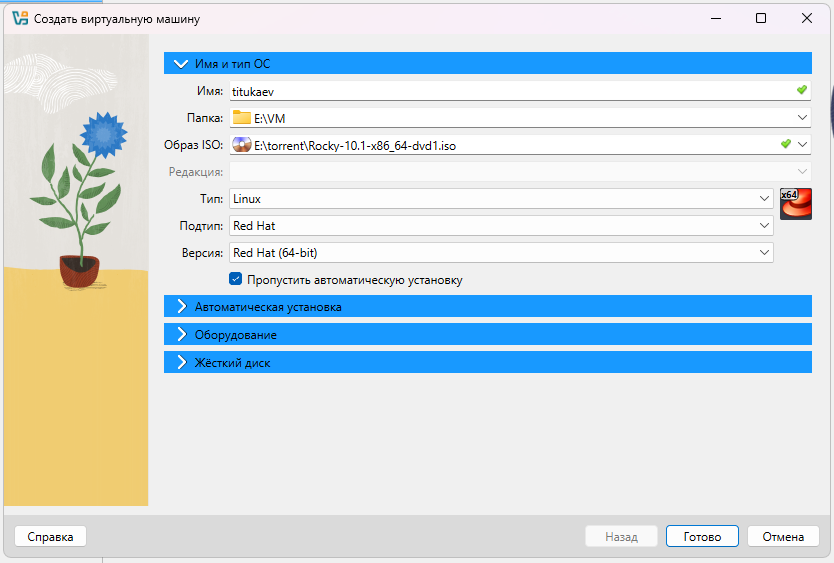 Создать виртуальную машину
Имя и тип ОС
Имя: titukaev
Папка: E:\VM
Образ ISO: E:\torrent\Rocky-10.1-x86_64-dvd1.iso
Редакция:
Тип: Linux
x64
Подтип: Red Hat
Версия: Red Hat (64-bit)
Пропустить автоматическую установку
Автоматическая установка
Оборудование
Жёсткий диск
Справка Назад Готово Отмена